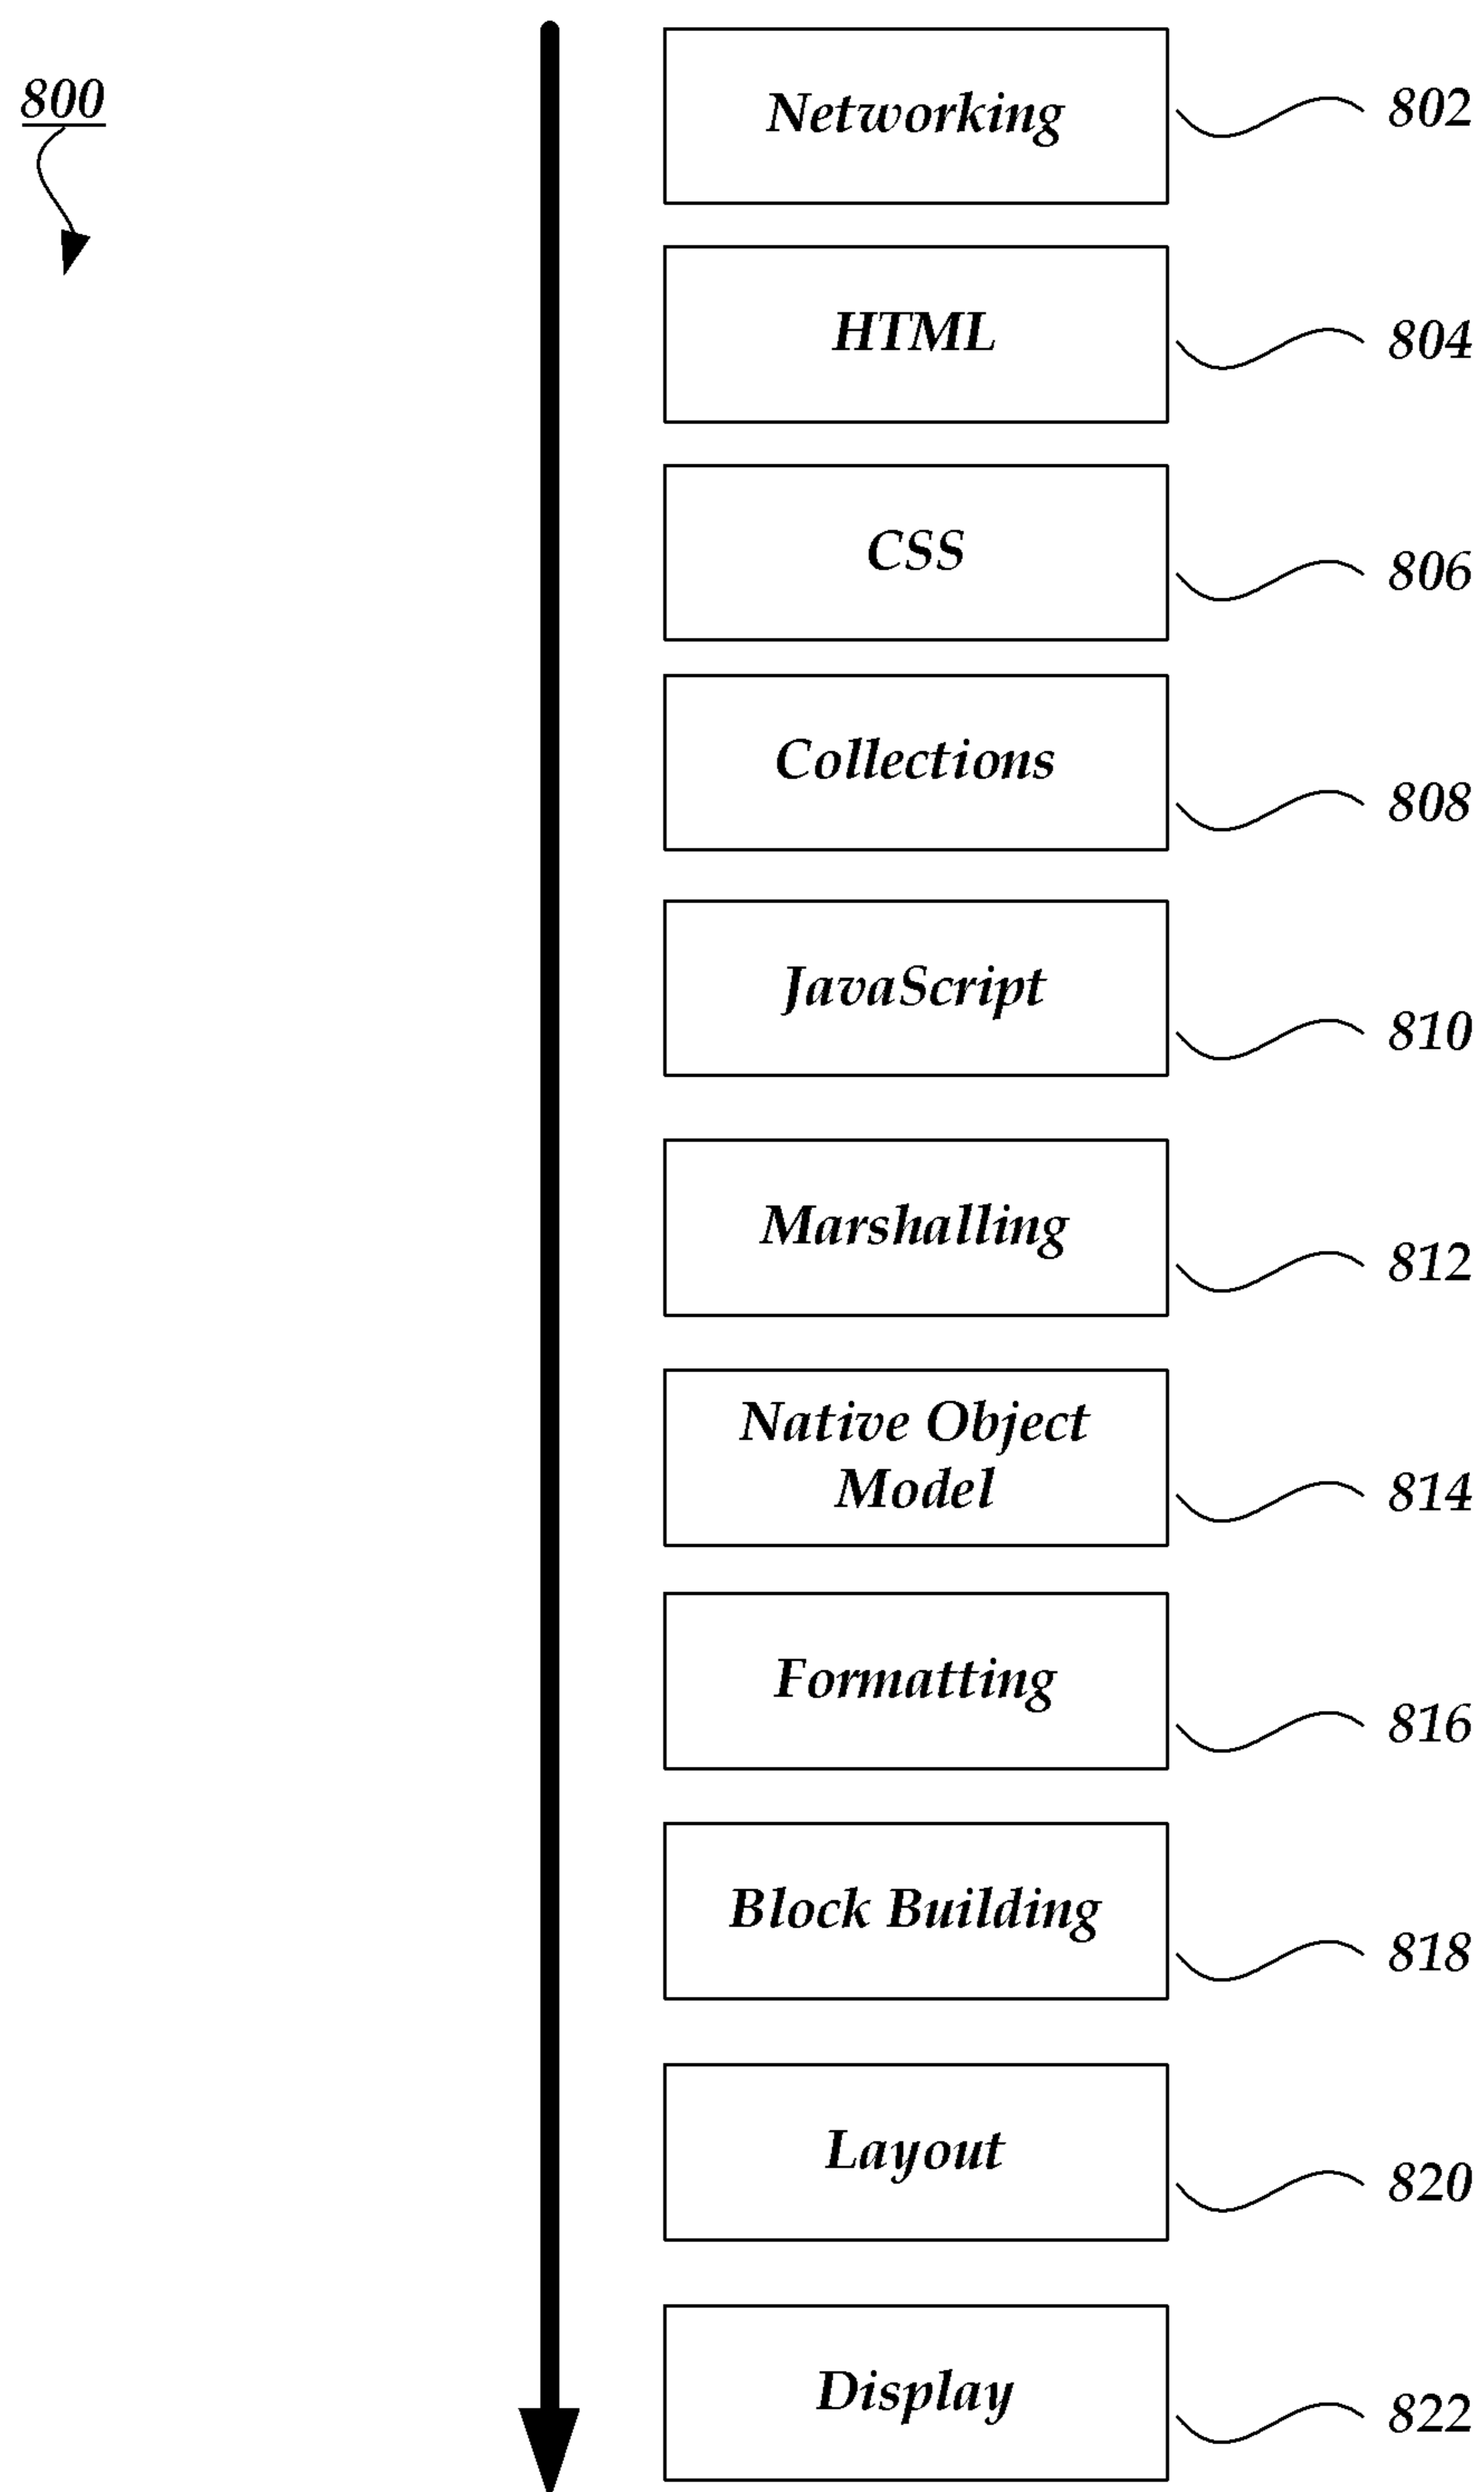 800
Networking
802
HTML
804
CSS
806
Collections
808
JavaScript
810
Marshalling
812
Native Object
Model
814
Formatting
816
Block Building
818
Layout
820
Display
822